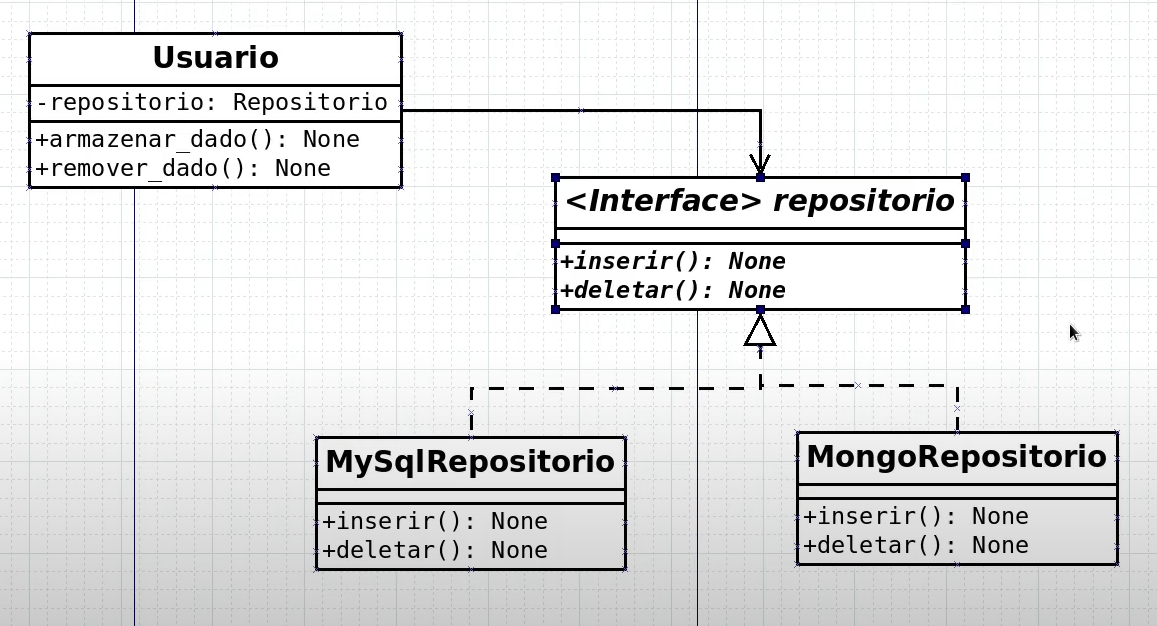 Usuario
-repositorio: Repositorio
+armazenar_dado(): None
+remover_dado(): None
<Interface> repositorio
+inserir(): None
+deletar(): None
MySqlRepositorio
+inserir(): None
+deletar(): None
MongoRepositorio
+inserir(): None
+deletar(): None